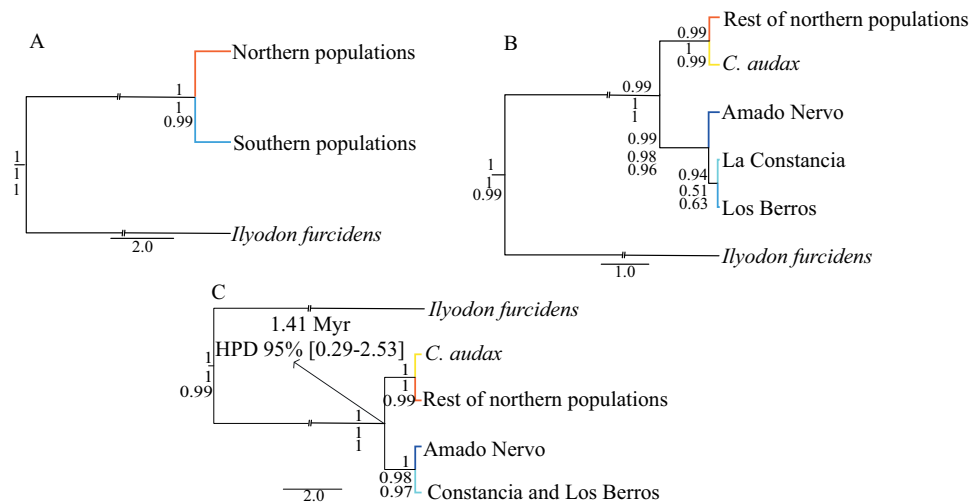 A
Northern populations
1
1
0.99
Southern populations
1
1
1
Ilyodon furcidens
2.0
B
Rest of northern populations
0.99
1
0.99
C. audax
0.99
1
1
Amado Nervo
0.99
0.98
0.96
La Constancia
0.94
0.51
0.63
Los Berros
1
1
0.99
Ilyodon furcidens
1.0
C
Ilyodon furcidens
1.41 Myr
HPD 95% [0.29-2.53]
1
1
0.99
C. audax
1
1
0.99
Rest of northern populations
1
1
1
Amado Nervo
1
0.98
0.97
Constancia and Los Berros
2.0